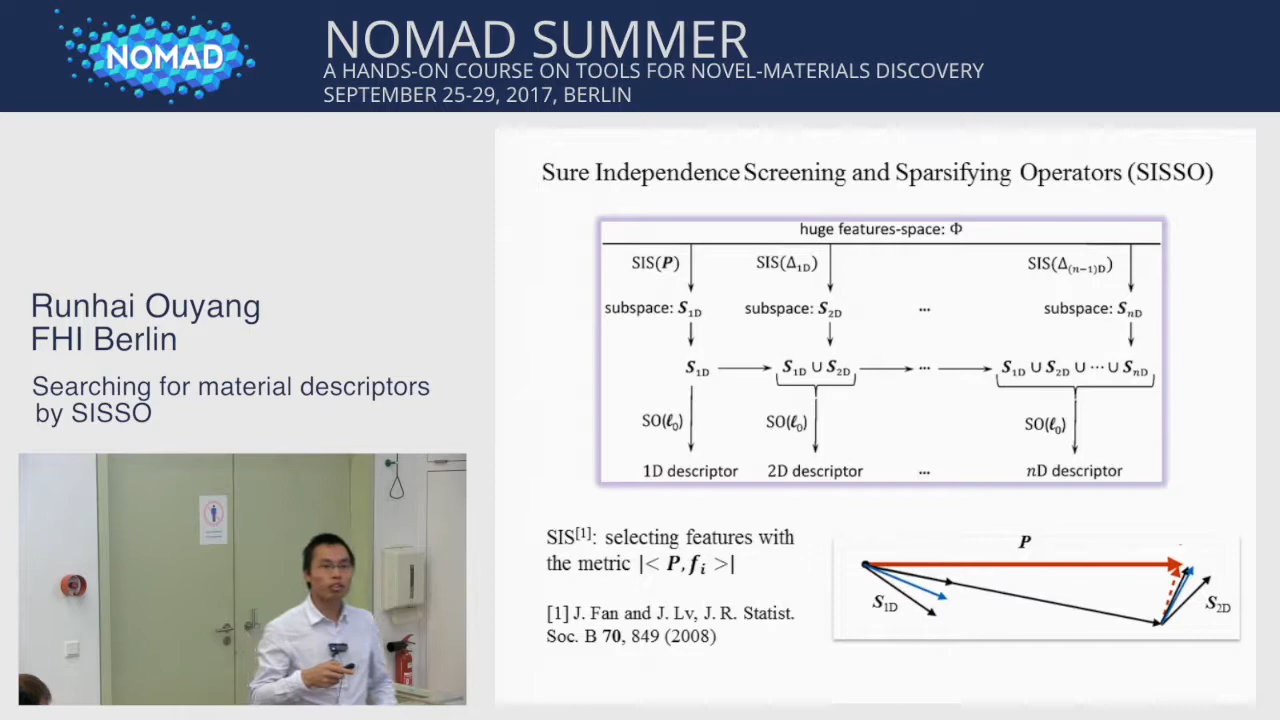 NOMAD
NOMAD SUMMER
A HANDS-ON COURSE ON TOOLS FOR NOVEL-MATERIALS DISCOVERY
SEPTEMBER 25-29, 2017, BERLIN
Runhai Ouyang
FHI Berlin
Searching for material descriptors
by SISSO
Sure Independence Screening and Sparsifying Operators (SISSO)
huge features-space: Φ
SIS(P) SIS(Δ₁D) SIS(Δ₍ₙ₋₁₎D)
subspace: S₁D subspace: S₂D ... subspace: SₙD
S₁D S₁D ∪ S₂D ... S₁D ∪ S₂D ∪ ⋯ ∪ SₙD
SO(ℓ₀) SO(ℓ₀) SO(ℓ₀)
1D descriptor 2D descriptor ... nD descriptor
SIS[1]: selecting features with
the metric |< P, fᵢ >|
[1] J. Fan and J. Lv, J. R. Statist.
Soc. B 70, 849 (2008)
P
S₁D S₂D